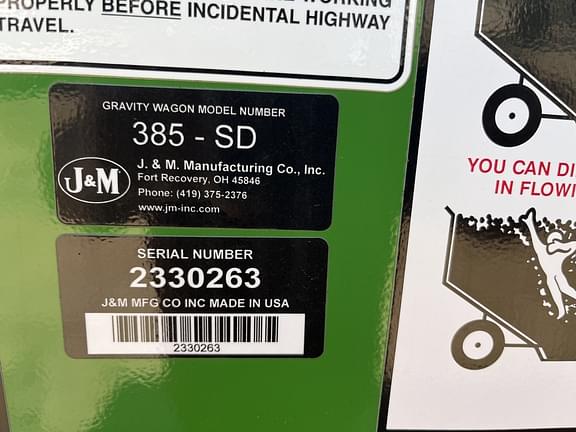 PROPERLY BEFORE INCIDENTAL HIGHWAY
TRAVEL.
GRAVITY WAGON MODEL NUMBER
385 - SD
J&M
J. & M. Manufacturing Co., Inc.
Fort Recovery, OH 45846
Phone: (419) 375-2376
www.jm-inc.com
SERIAL NUMBER
2330263
J&M MFG CO INC MADE IN USA
2330263
YOU CAN
IN